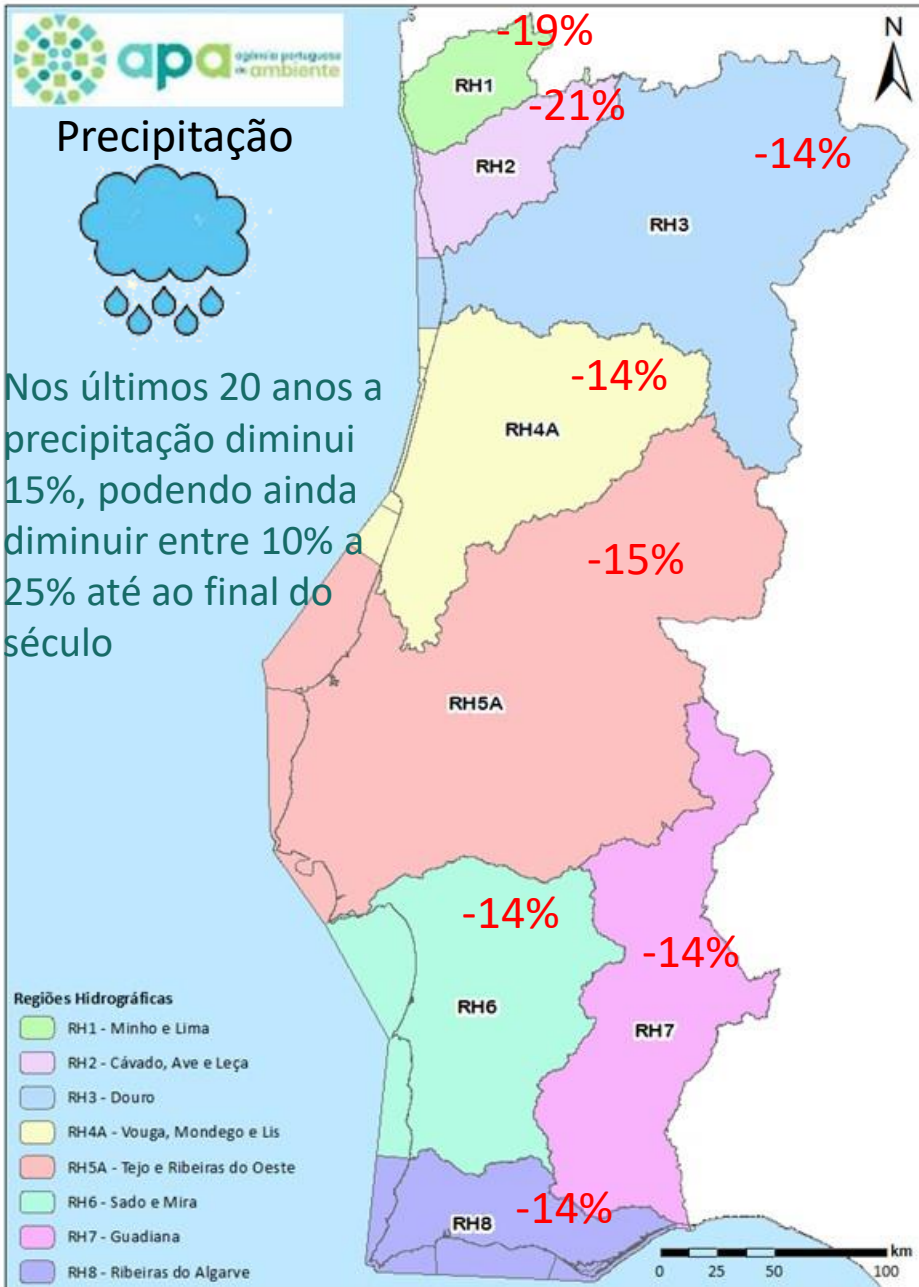 apa agência portuguesa
do ambiente
Precipitação
Nos últimos 20 anos a
precipitação diminui
15%, podendo ainda
diminuir entre 10% a
25% até ao final do
século
N
-19%
RH1
-21%
RH2
-14%
RH3
-14%
RH4A
-15%
RH5A
-14%
RH6
-14%
RH7
-14%
RH8
Regiões Hidrográficas
RH1 - Minho e Lima
RH2 - Cávado, Ave e Leça
RH3 - Douro
RH4A - Vouga, Mondego e Lis
RH5A - Tejo e Ribeiras do Oeste
RH6 - Sado e Mira
RH7 - Guadiana
RH8 - Ribeiras do Algarve
km
0 25 50 100